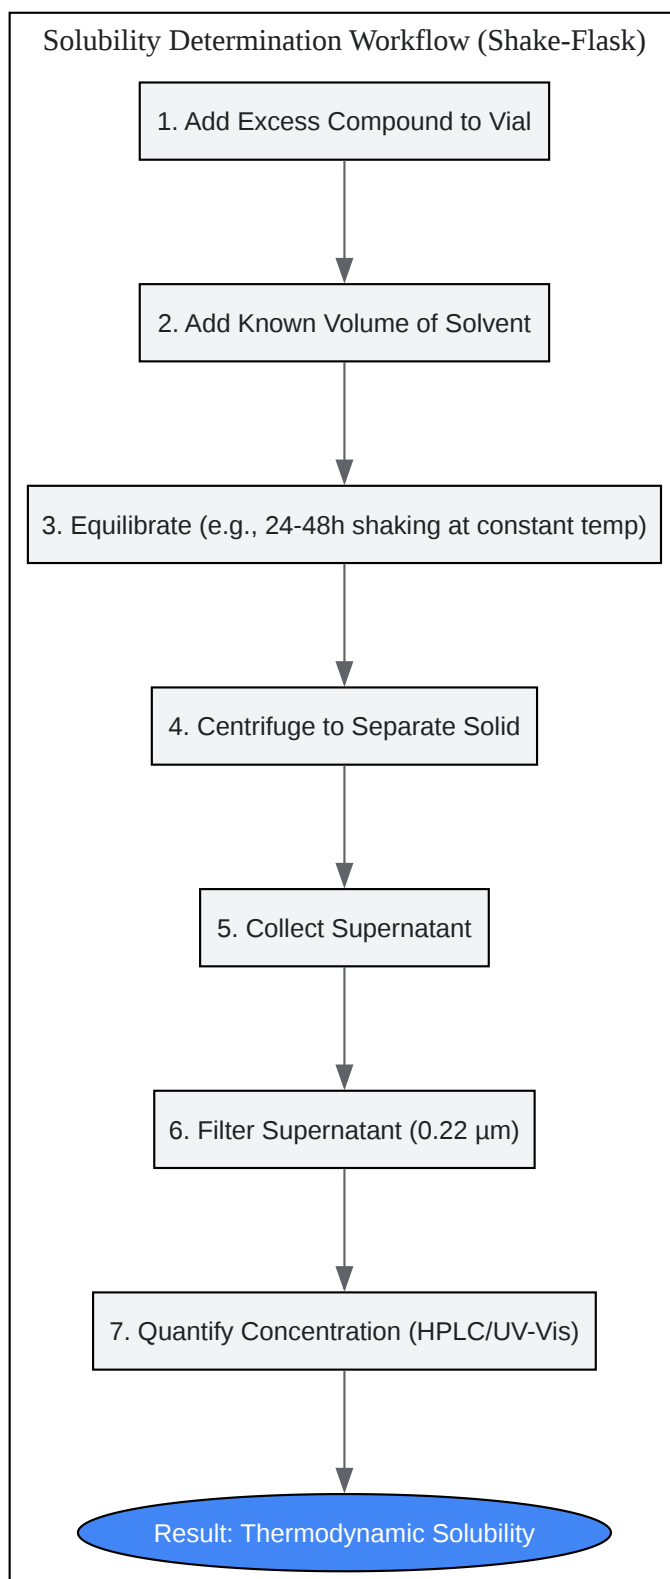 Solubility Determination Workflow (Shake-Flask)
1. Add Excess Compound to Vial
2. Add Known Volume of Solvent
3. Equilibrate (e.g., 24-48h shaking at constant temp)
4. Centrifuge to Separate Solid
5. Collect Supernatant
6. Filter Supernatant (0.22 µm)
7. Quantify Concentration (HPLC/UV-Vis)
Result: Thermodynamic Solubility